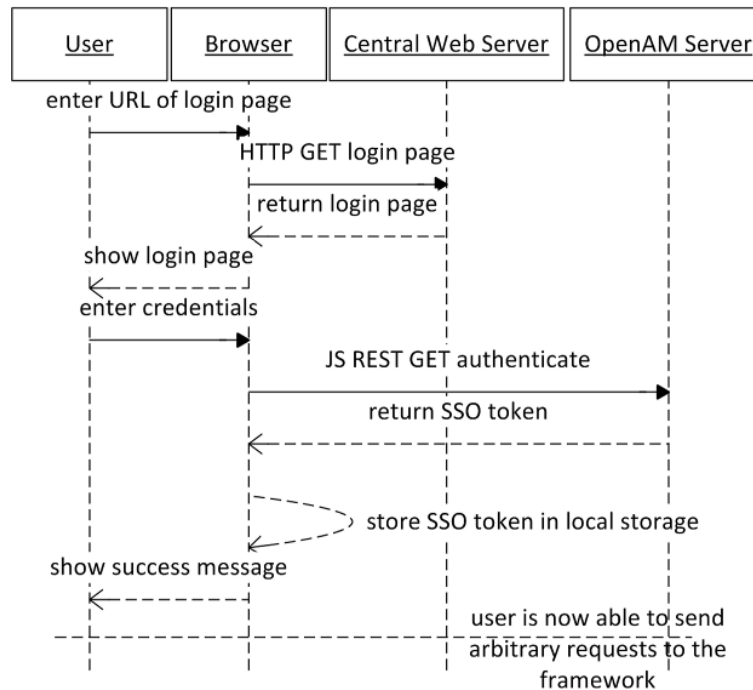 User
Browser
Central Web Server
OpenAM Server
enter URL of login page
HTTP GET login page
return login page
show login page
enter credentials
JS REST GET authenticate
return SSO token
store SSO token in local storage
show success message
user is now able to send
arbitrary requests to the
framework